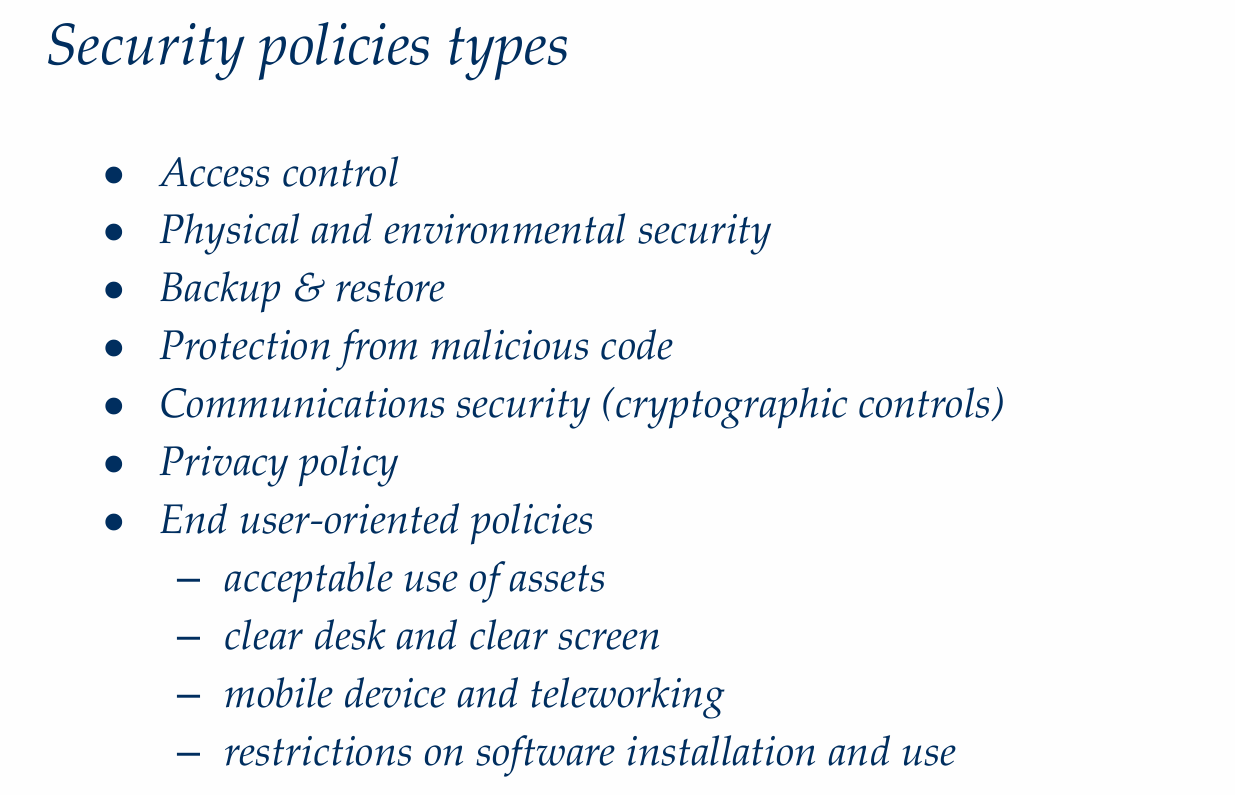 Security policies types
● Access control
● Physical and environmental security
● Backup & restore
● Protection from malicious code
● Communications security (cryptographic controls)
● Privacy policy
● End user-oriented policies
– acceptable use of assets
– clear desk and clear screen
– mobile device and teleworking
– restrictions on software installation and use